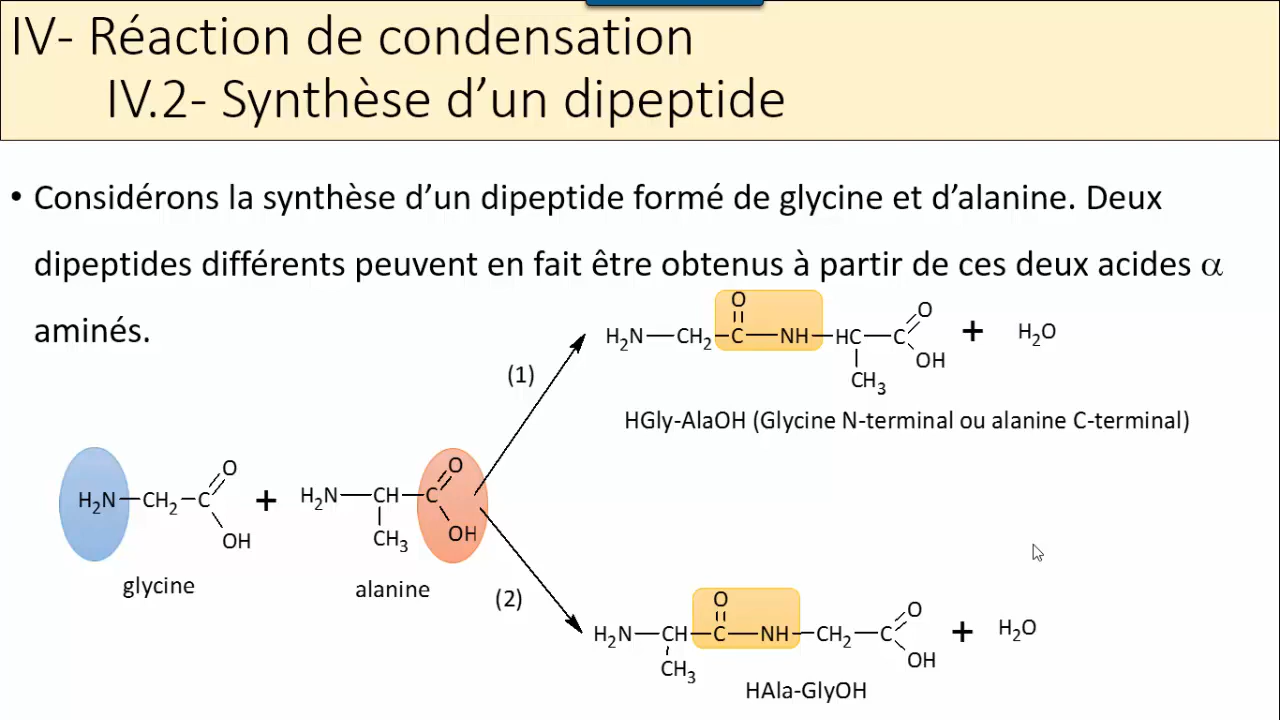 IV- Réaction de condensation
IV.2- Synthèse d’un dipeptide
• Considérons la synthèse d’un dipeptide formé de glycine et d’alanine. Deux
dipeptides différents peuvent en fait être obtenus à partir de ces deux acides α
aminés.
O
O
H₂N—CH₂—C—NH—HC—C + H₂O
OH
CH₃
(1)
HGly-AlaOH (Glycine N-terminal ou alanine C-terminal)
O
O
H₂N—CH₂—C + H₂N—CH—C
OH
CH₃
OH
glycine
alanine
(2)
O
O
H₂N—CH—C—NH—CH₂—C + H₂O
OH
CH₃
HAla-GlyOH